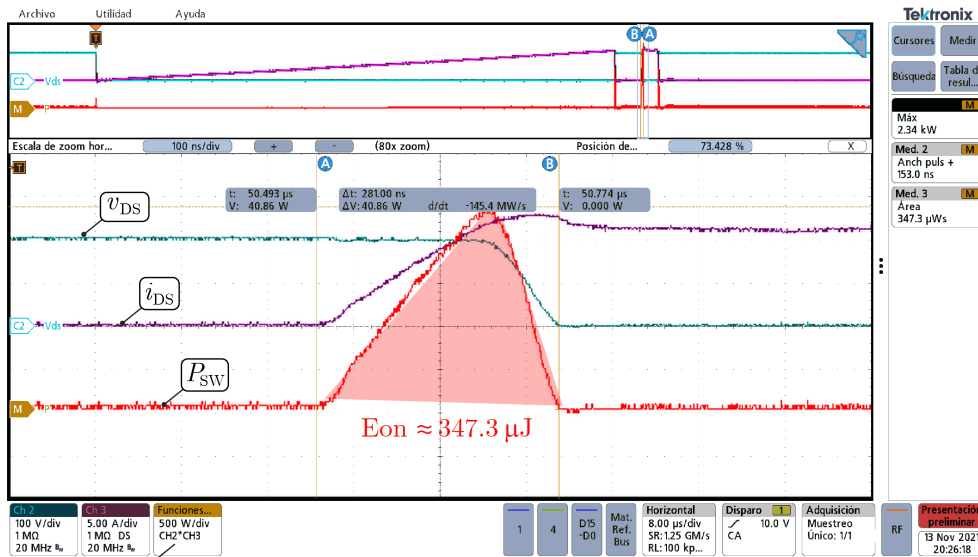 Archivo Utilidad Ayuda
Tektronix
T
B A
C2 Vds
M P
Cursores Medir
Búsqueda Tabla d
resul...
M
Máx
2.34 kW
Med. 2 M
Anch puls +
153.0 ns
Med. 3 M
Área
347.3 µWs
Escala de zoom hor... 100 ns/div + - (80x zoom) Posición de... 73.428 % X
T
A B
t: 50.493 µs
V: 40.86 W
Δt: 281.00 ns
ΔV: 40.86 W d/dt -145.4 MW/s
t: 50.774 µs
V: 0.000 W
vDS
iDS
C2 Vds
PSW
M P
Eon ≈ 347.3 µJ
Ch 2
100 V/div
1 MΩ
20 MHz BW
Ch 3
5.00 A/div
1 MΩ DS
20 MHz BW
Funciones...
500 W/div
CH2*CH3
1
4
D15
-D0
Mat.
Ref.
Bus
Horizontal
8.00 µs/div
SR: 1.25 GM/s
RL: 100 kp...
Disparo 1
10.0 V
CA
Adquisición
Muestreo
Único: 1/1
RF
Presentación
preliminar
13 Nov 202
20:26:18